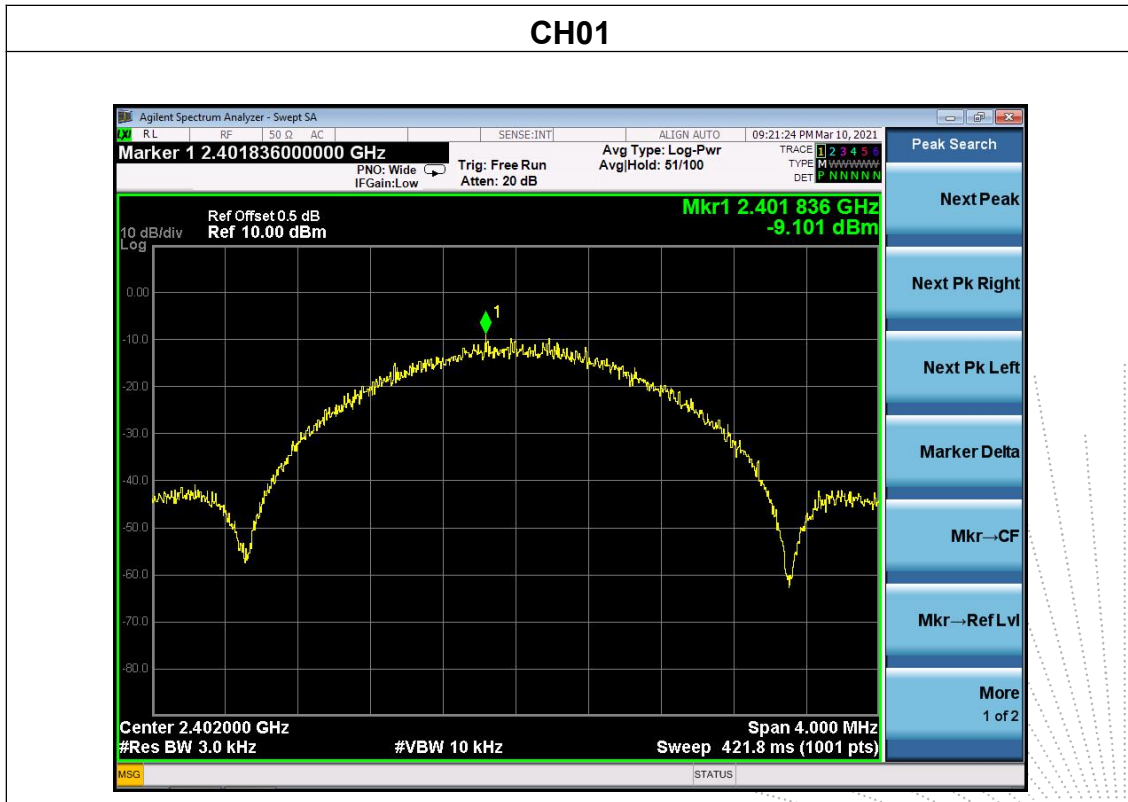 CH01
Agilent Spectrum Analyzer - Swept SA
LXI RL RF 50 Ω AC SENSE:INT ALIGN AUTO 09:21:24 PM Mar 10, 2021
Marker 1 2.401836000000 GHz
PNO: Wide
IFGain:Low
Trig: Free Run
Atten: 20 dB
Avg Type: Log-Pwr
Avg|Hold: 51/100
TRACE 1 2 3 4 5 6
TYPE M W W W W W
DET P N N N N N
Peak Search
Mkr1 2.401 836 GHz
-9.101 dBm
Ref Offset 0.5 dB
10 dB/div Ref 10.00 dBm
Log
0.00
-10.0
-20.0
-30.0
-40.0
-50.0
-60.0
-70.0
-80.0
1
Next Peak
Next Pk Right
Next Pk Left
Marker Delta
Mkr→CF
Mkr→Ref Lvl
More
1 of 2
Center 2.402000 GHz Span 4.000 MHz
#Res BW 3.0 kHz #VBW 10 kHz Sweep 421.8 ms (1001 pts)
MSG STATUS